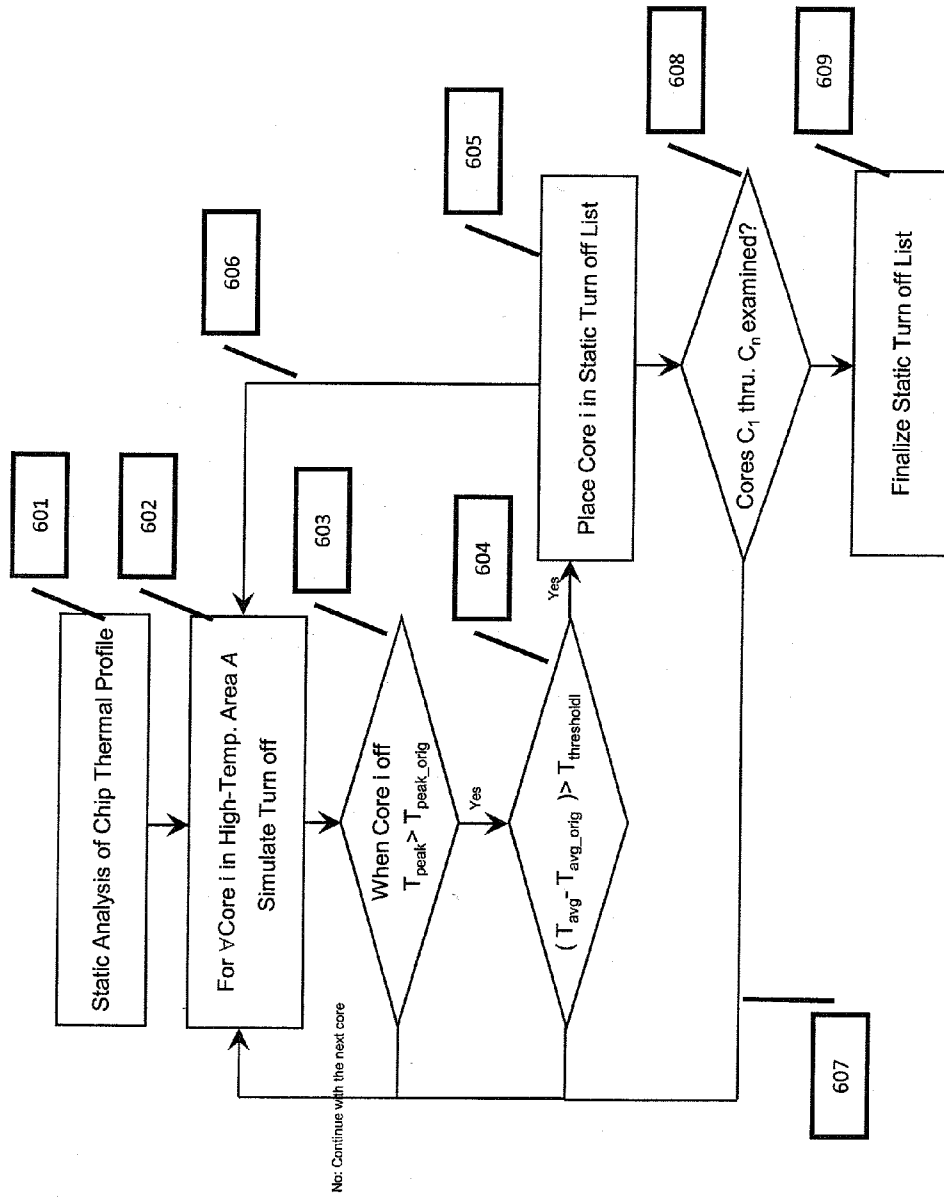 601
Static Analysis of Chip Thermal Profile
602
For ∀Core i in High-Temp. Area A
Simulate Turn off
606
603
When Core i off
T_peak > T_peak_orig
No: Continue with the next core
Yes
604
( T_avg - T_avg_orig ) > T_thresholdl
Yes
605
Place Core i in Static Turn off List
608
Cores C_1 thru. C_n examined?
607
609
Finalize Static Turn off List